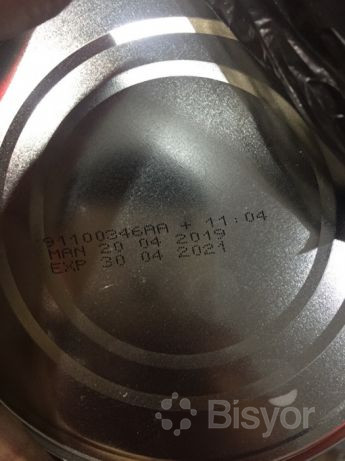 91100346AA + 11:04
MAN 20 04 2019
EXP 30 04 2021
Bisyor